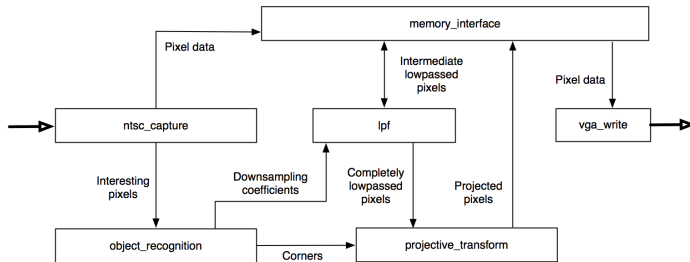 memory_interface
Pixel data
Intermediate
lowpassed
pixels
Pixel data
ntsc_capture
lpf
vga_write
Interesting
pixels
Downsampling
coefficients
Completely
lowpassed
pixels
Projected
pixels
object_recognition
Corners
projective_transform